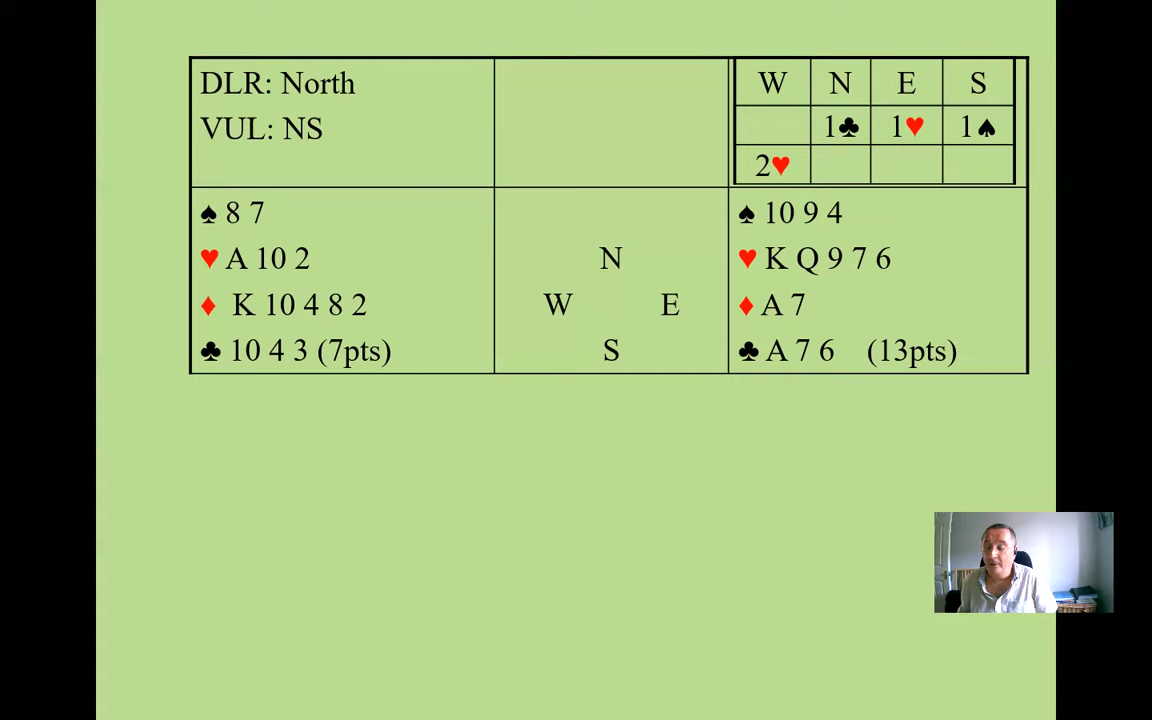 DLR: North
VUL: NS
W N E S
1♣ 1♥ 1♠
2♥
♠ 8 7
♥ A 10 2
♦ K 10 4 8 2
♣ 10 4 3 (7pts)
N
W E
S
♠ 10 9 4
♥ K Q 9 7 6
♦ A 7
♣ A 7 6 (13pts)